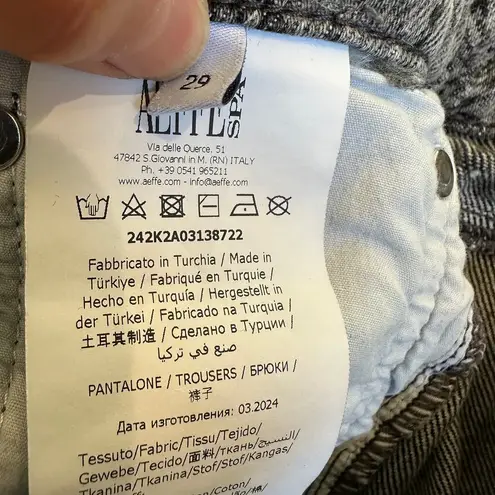 29
AEFFE SPA
Via delle Querce, 51
47842 S.Giovanni in M. (RN) ITALY
Ph. +39 0541 965211
www.aeffe.com - info@aeffe.com
242K2A03138722
Fabbricato in Turchia / Made in
Türkiye / Fabriqué en Turquie /
Hecho en Turquía / Hergestellt in
der Türkei / Fabricado na Turquia /
土耳其制造 / Сделано в Турции /
صنع في تركيا
PANTALONE / TROUSERS / БРЮКИ /
裤子
Дата изготовления: 03.2024
Tessuto/Fabric/Tissu/Tejido/
Gewebe/Tecido/面料/ткань/النسيج/
Tkanina/Tkanina/Stof/Stof/Kangas/
/Coton/